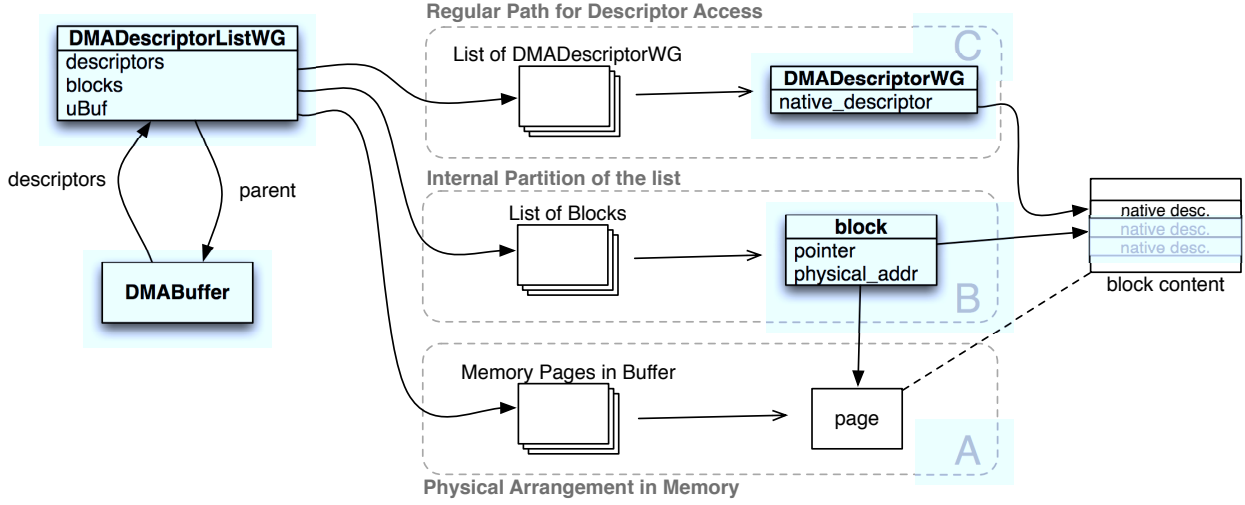 Regular Path for Descriptor Access
DMADescriptorListWG
descriptors
blocks
uBuf
List of DMADescriptorWG
C
DMADescriptorWG
native_descriptor
descriptors
parent
DMABuffer
Internal Partition of the list
List of Blocks
block
pointer
physical_addr
B
native desc.
native desc.
native desc.
block content
Memory Pages in Buffer
page
A
Physical Arrangement in Memory